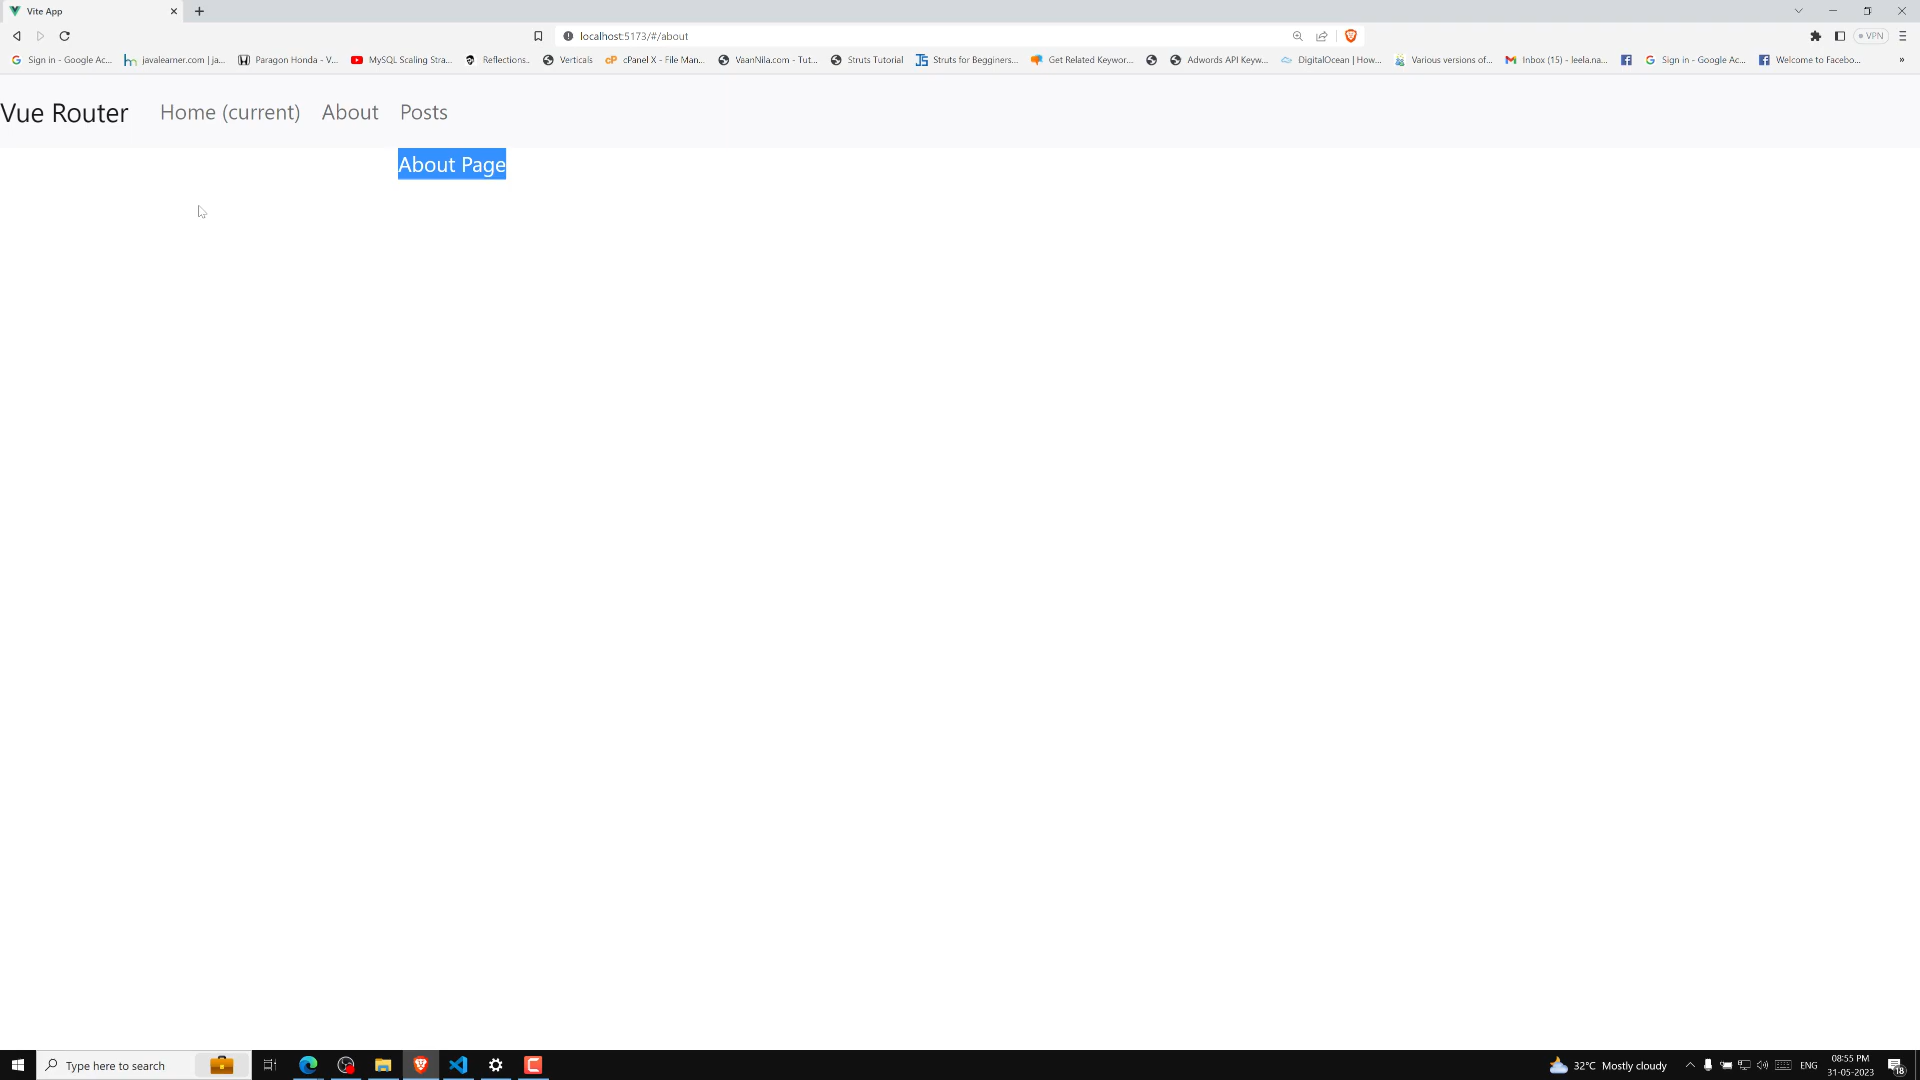 Vite App
localhost:5173/#/about
VPN
Sign in - Google Ac...
javalearner.com | ja...
Paragon Honda - V...
MySQL Scaling Stra...
Reflections..
Verticals
cPanel X - File Man...
VaanNila.com - Tut...
Struts Tutorial
Struts for Begginers...
Get Related Keywor...
Adwords API Keyw...
DigitalOcean | How...
Various versions of...
Inbox (15) - leela.na...
Sign in - Google Ac...
Welcome to Facebo...
»
Vue Router Home (current) About Posts
About Page
Type here to search
32°C Mostly cloudy
ENG
08:55 PM
31-05-2023
18